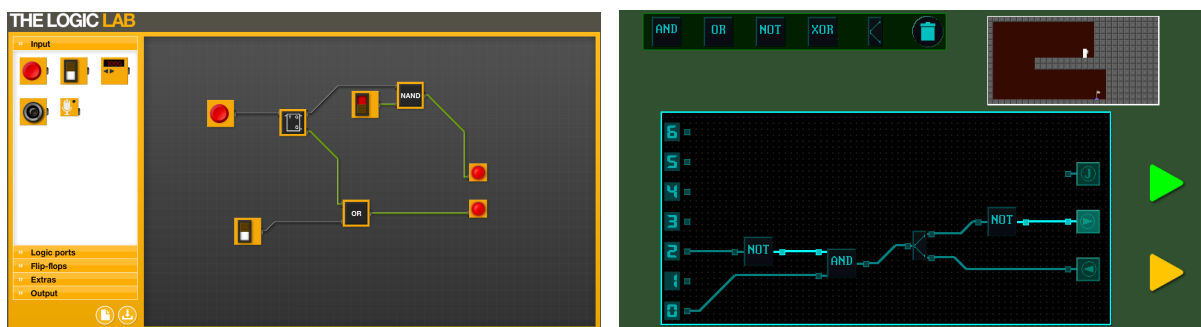 THE LOGIC LAB
Input
NAND
OR
Logic ports
Flip-flops
Extras
Output
AND OR NOT XOR
6
5
4
3
2
1
0
NOT
AND
NOT
J